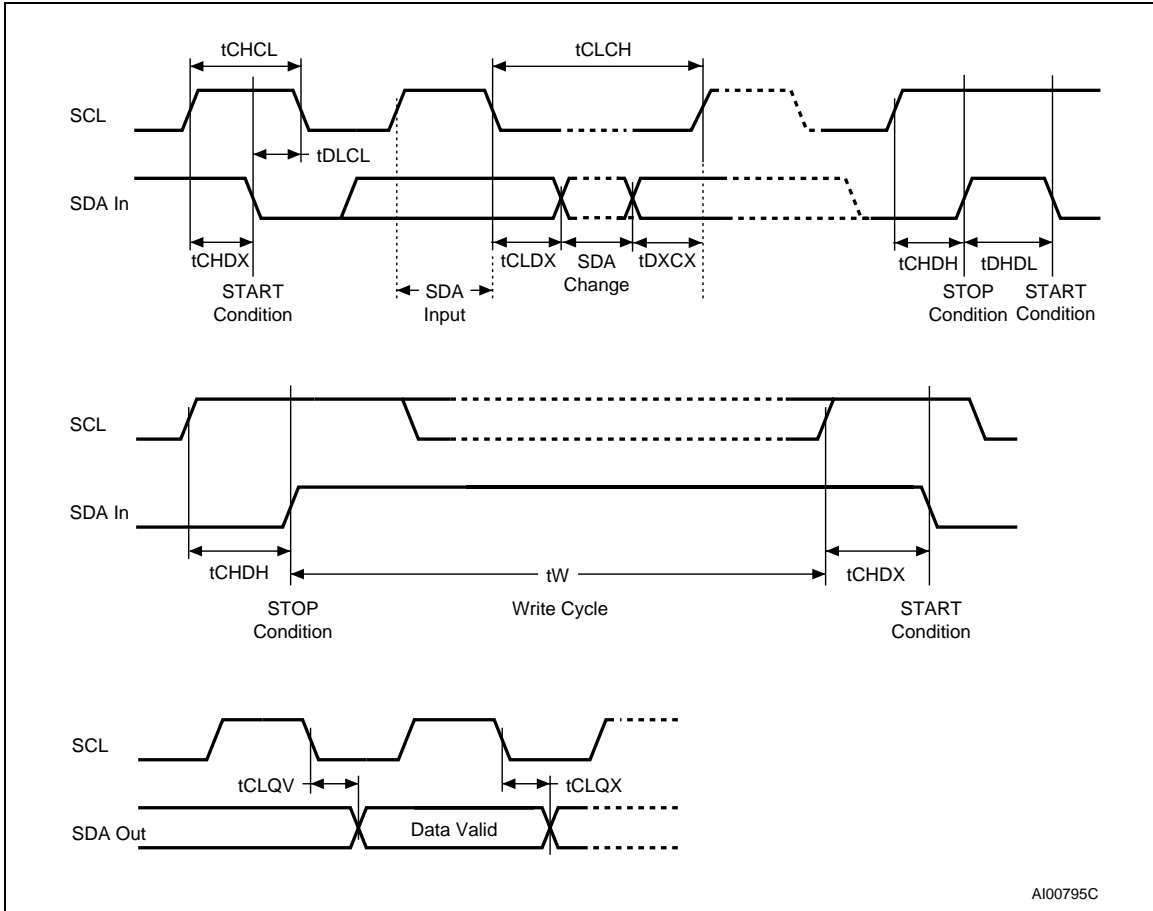 tCHCL
tCLCH
SCL
tDLCL
SDA In
tCHDX
tCLDX
SDA
Change
tDXCX
tCHDH
tDHDL
START
Condition
SDA
Input
STOP
Condition
START
Condition
SCL
SDA In
tCHDH
tW
tCHDX
STOP
Condition
Write Cycle
START
Condition
SCL
tCLQV
tCLQX
SDA Out
Data Valid
AI00795C